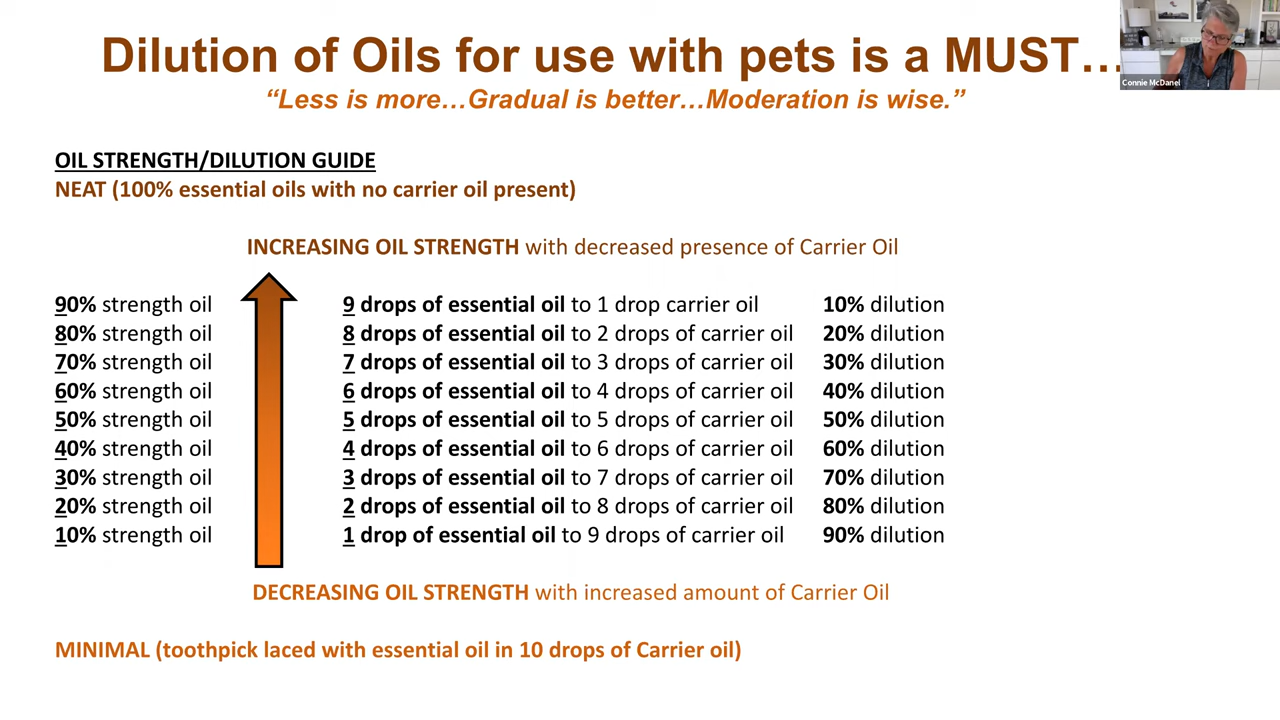 Dilution of Oils for use with pets is a MUST…
“Less is more…Gradual is better…Moderation is wise.”
Connie McDanel
OIL STRENGTH/DILUTION GUIDE
NEAT (100% essential oils with no carrier oil present)
INCREASING OIL STRENGTH with decreased presence of Carrier Oil
90% strength oil 9 drops of essential oil to 1 drop carrier oil 10% dilution
80% strength oil 8 drops of essential oil to 2 drops of carrier oil 20% dilution
70% strength oil 7 drops of essential oil to 3 drops of carrier oil 30% dilution
60% strength oil 6 drops of essential oil to 4 drops of carrier oil 40% dilution
50% strength oil 5 drops of essential oil to 5 drops of carrier oil 50% dilution
40% strength oil 4 drops of essential oil to 6 drops of carrier oil 60% dilution
30% strength oil 3 drops of essential oil to 7 drops of carrier oil 70% dilution
20% strength oil 2 drops of essential oil to 8 drops of carrier oil 80% dilution
10% strength oil 1 drop of essential oil to 9 drops of carrier oil 90% dilution
DECREASING OIL STRENGTH with increased amount of Carrier Oil
MINIMAL (toothpick laced with essential oil in 10 drops of Carrier oil)